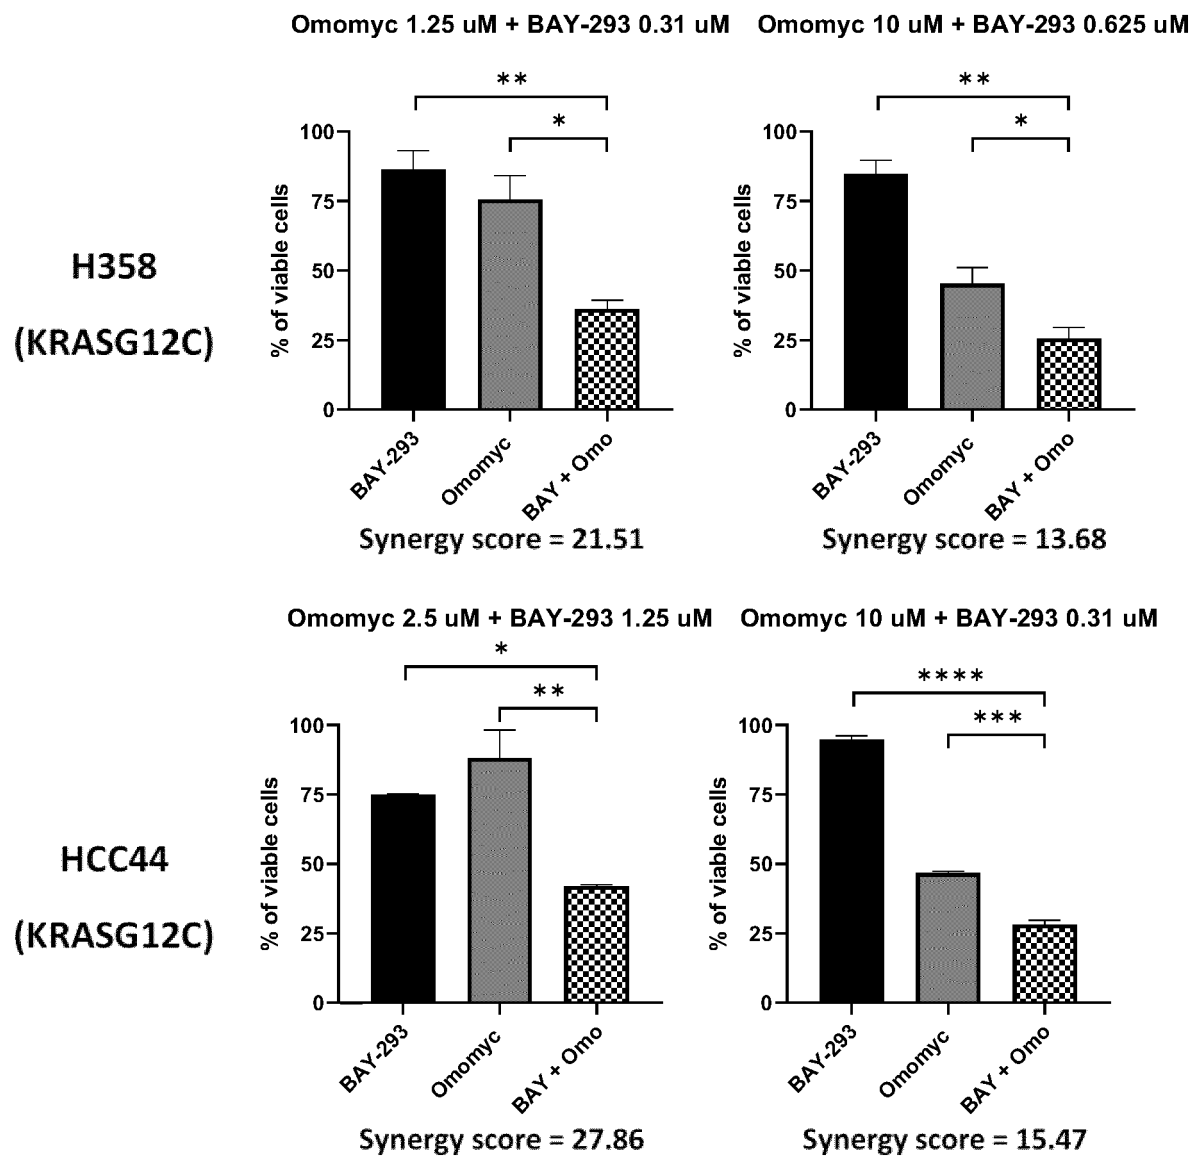 Omomyc 1.25 uM + BAY-293 0.31 uM
Omomyc 10 uM + BAY-293 0.625 uM
H358
(KRASG12C)
**
*
% of viable cells
100
75
50
25
0
BAY-293
Omomyc
BAY + Omo
Synergy score = 21.51
**
*
% of viable cells
100
75
50
25
0
BAY-293
Omomyc
BAY + Omo
Synergy score = 13.68
Omomyc 2.5 uM + BAY-293 1.25 uM
Omomyc 10 uM + BAY-293 0.31 uM
HCC44
(KRASG12C)
*
**
% of viable cells
100
75
50
25
0
BAY-293
Omomyc
BAY + Omo
Synergy score = 27.86
****
***
% of viable cells
100
75
50
25
0
BAY-293
Omomyc
BAY + Omo
Synergy score = 15.47